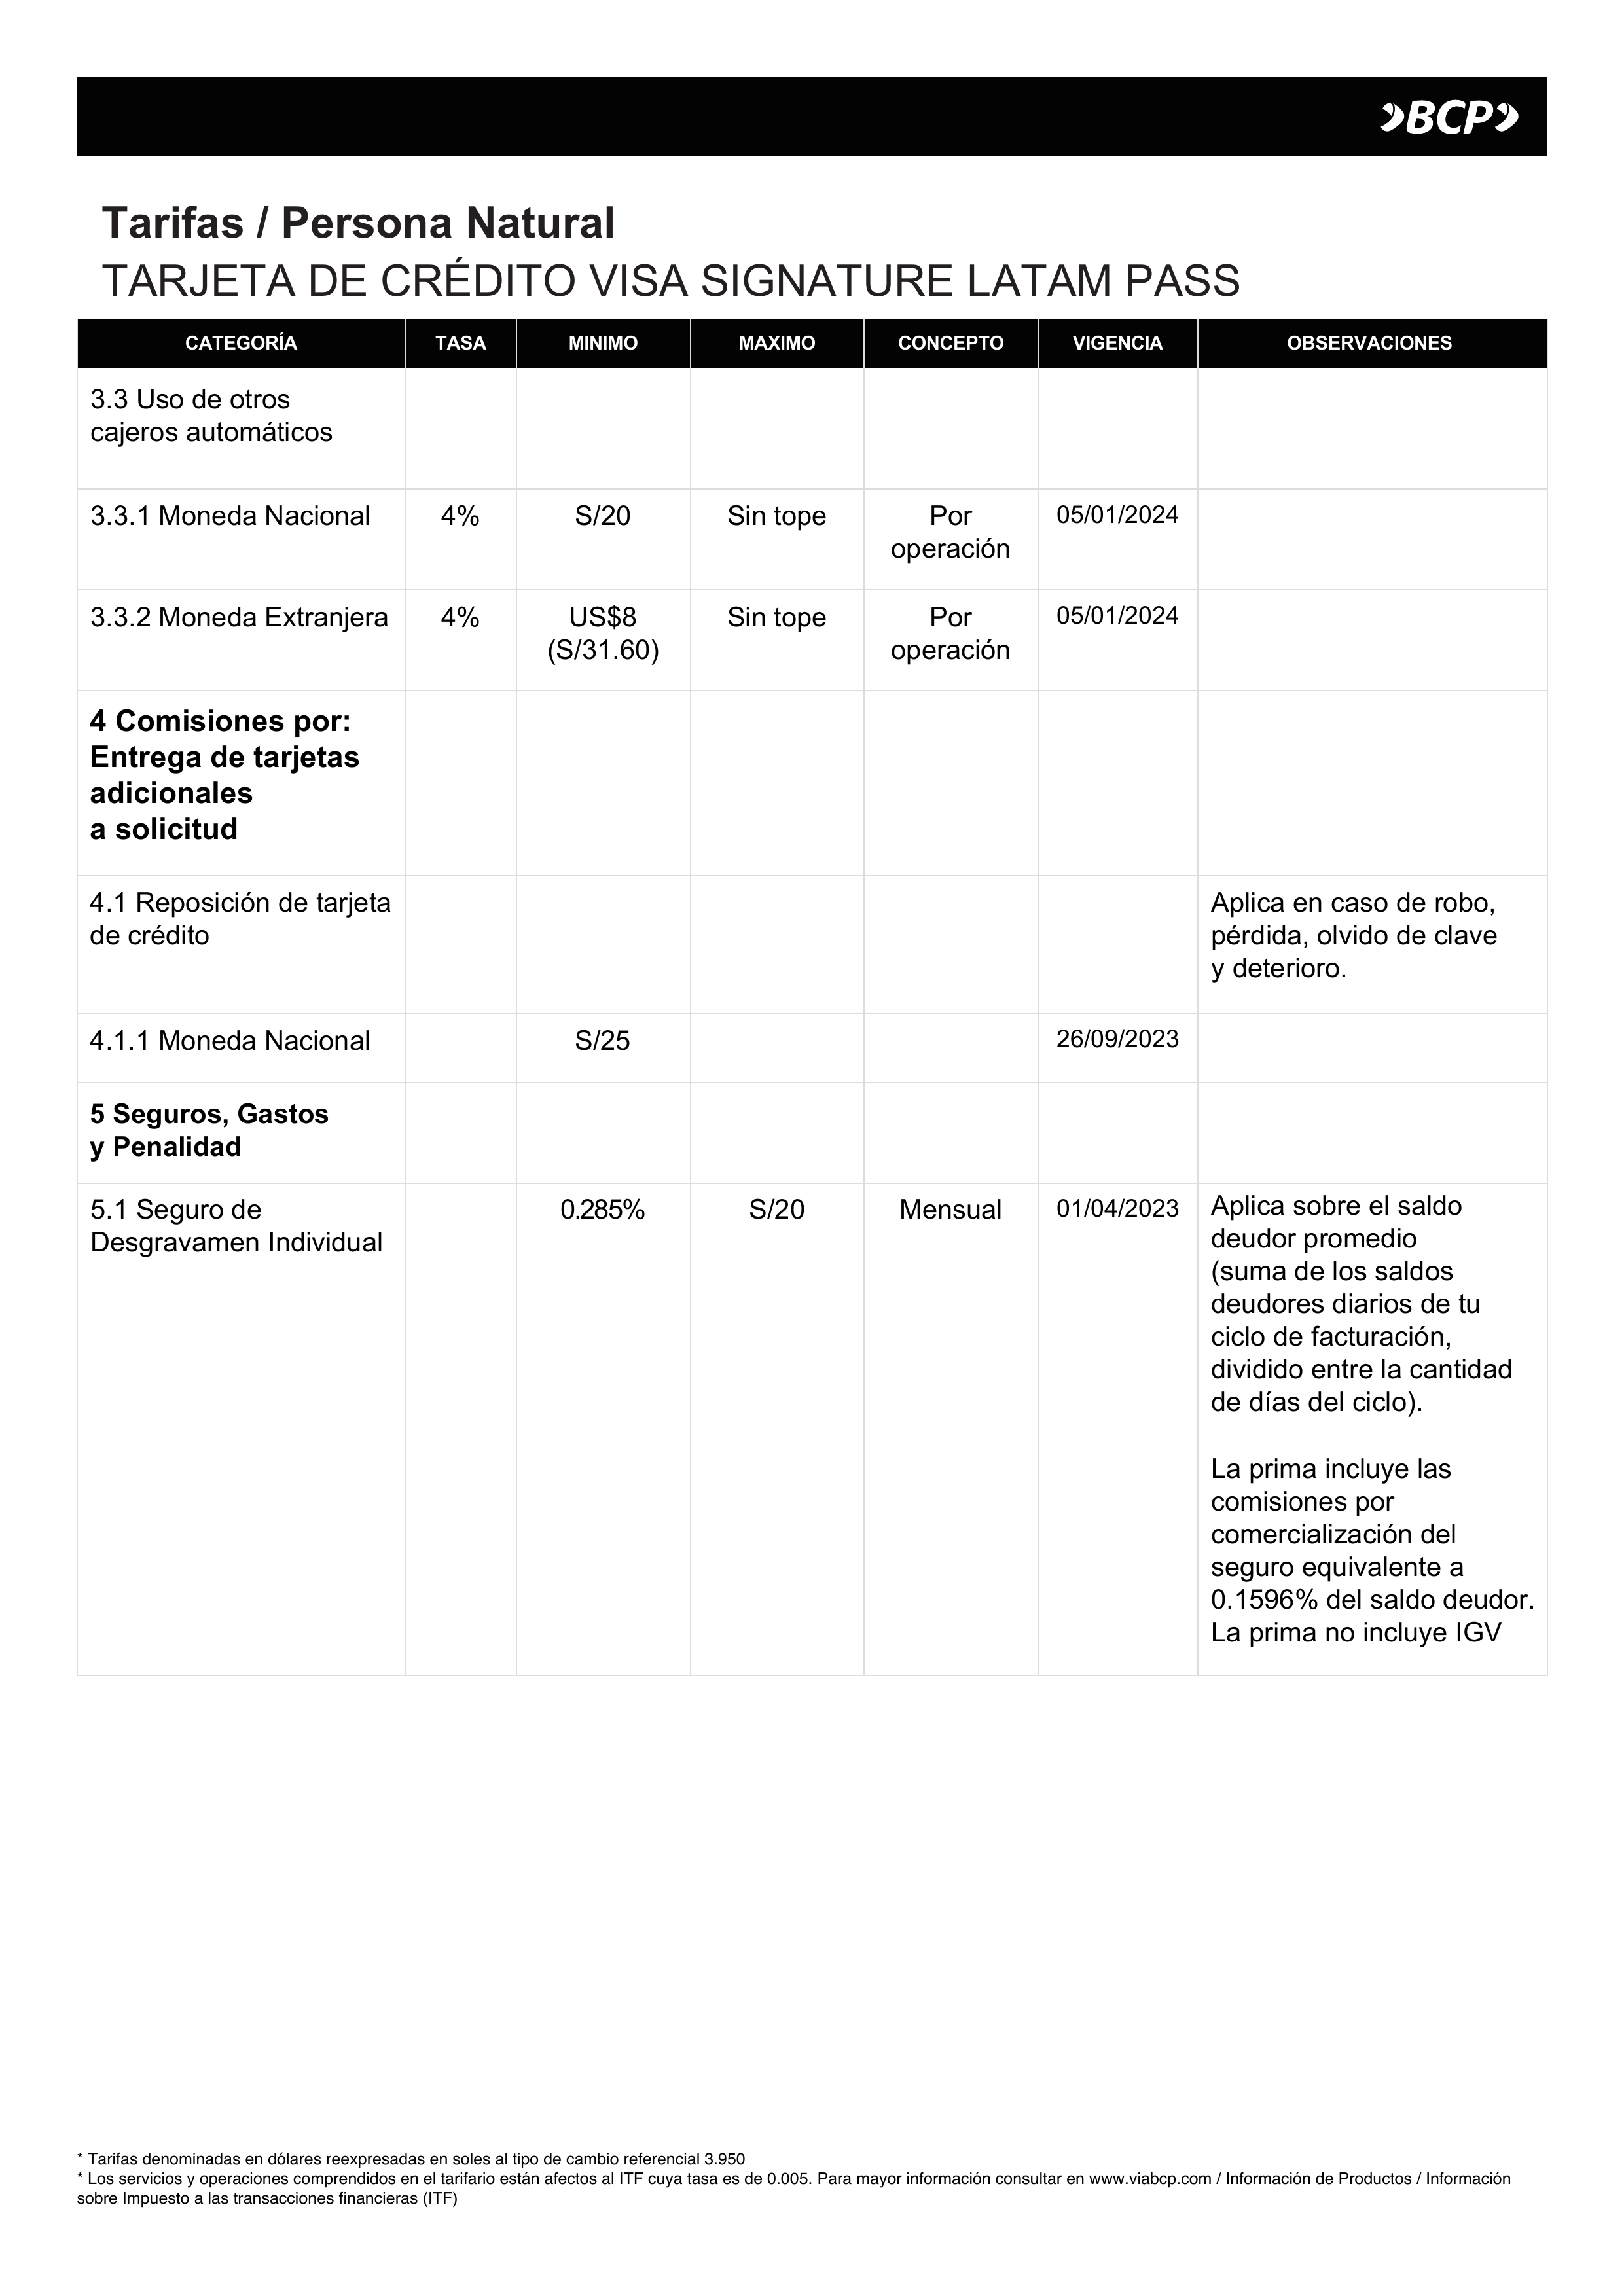 BCP
Tarifas / Persona Natural
TARJETA DE CRÉDITO VISA SIGNATURE LATAM PASS
CATEGORÍA TASA MINIMO MAXIMO CONCEPTO VIGENCIA OBSERVACIONES
3.3 Uso de otros
cajeros automáticos
3.3.1 Moneda Nacional 4% S/20 Sin tope Por 05/01/2024
operación
3.3.2 Moneda Extranjera 4% US$8 Sin tope Por 05/01/2024
(S/31.60) operación
4 Comisiones por:
Entrega de tarjetas
adicionales
a solicitud
4.1 Reposición de tarjeta Aplica en caso de robo,
de crédito pérdida, olvido de clave
y deterioro.
4.1.1 Moneda Nacional S/25 26/09/2023
5 Seguros, Gastos
y Penalidad
5.1 Seguro de 0.285% S/20 Mensual 01/04/2023 Aplica sobre el saldo
Desgravamen Individual deudor promedio
(suma de los saldos
deudores diarios de tu
ciclo de facturación,
dividido entre la cantidad
de días del ciclo).
La prima incluye las
comisiones por
comercialización del
seguro equivalente a
0.1596% del saldo deudor.
La prima no incluye IGV
* Tarifas denominadas en dólares reexpresadas en soles al tipo de cambio referencial 3.950
* Los servicios y operaciones comprendidos en el tarifario están afectos al ITF cuya tasa es de 0.005. Para mayor información consultar en www.viabcp.com / Información de Productos / Información
sobre Impuesto a las transacciones financieras (ITF)